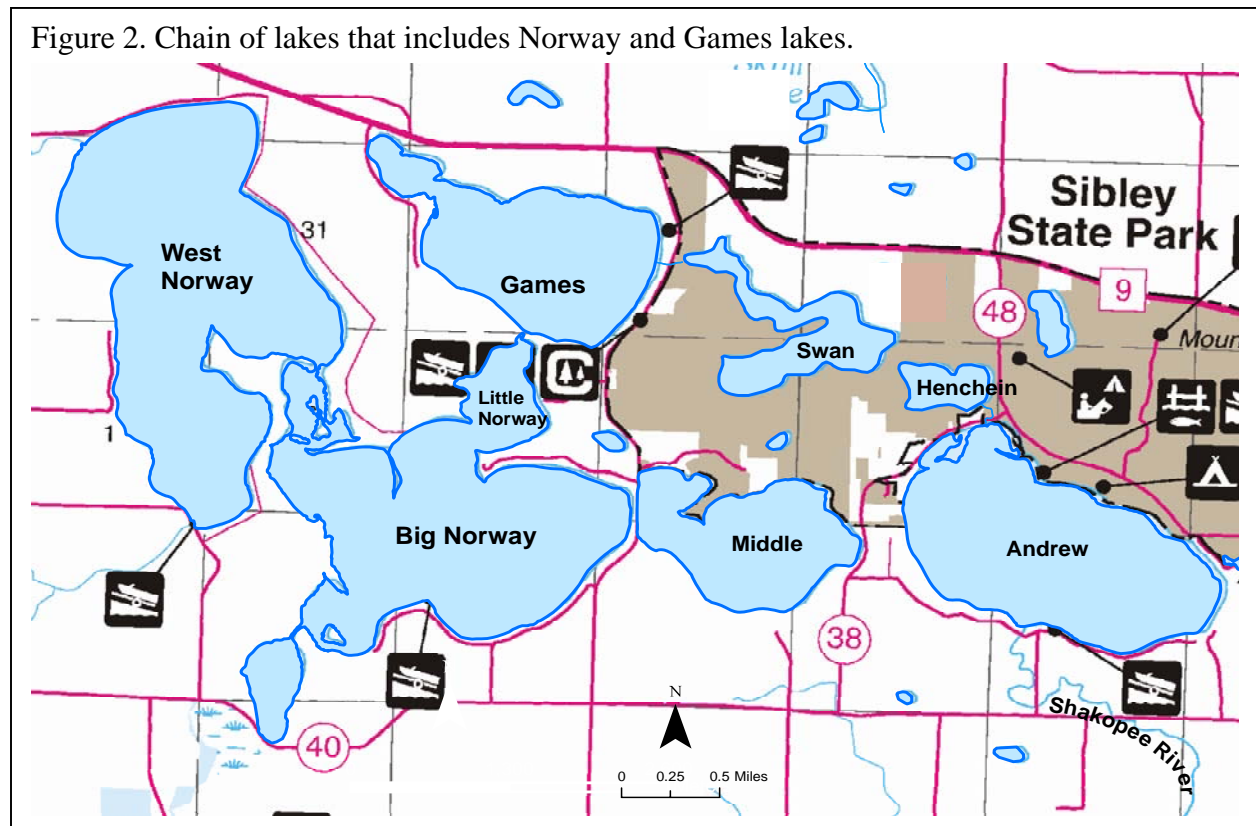 Figure 2. Chain of lakes that includes Norway and Games lakes.
e
Sibley
State Park
31
West
Norway
Games
9
48
Swan
Henchein
Little
Norway
1
Big Norway
Middle
Andrew
38
N
Shakopee River
40
0 0.25 0.5 Miles